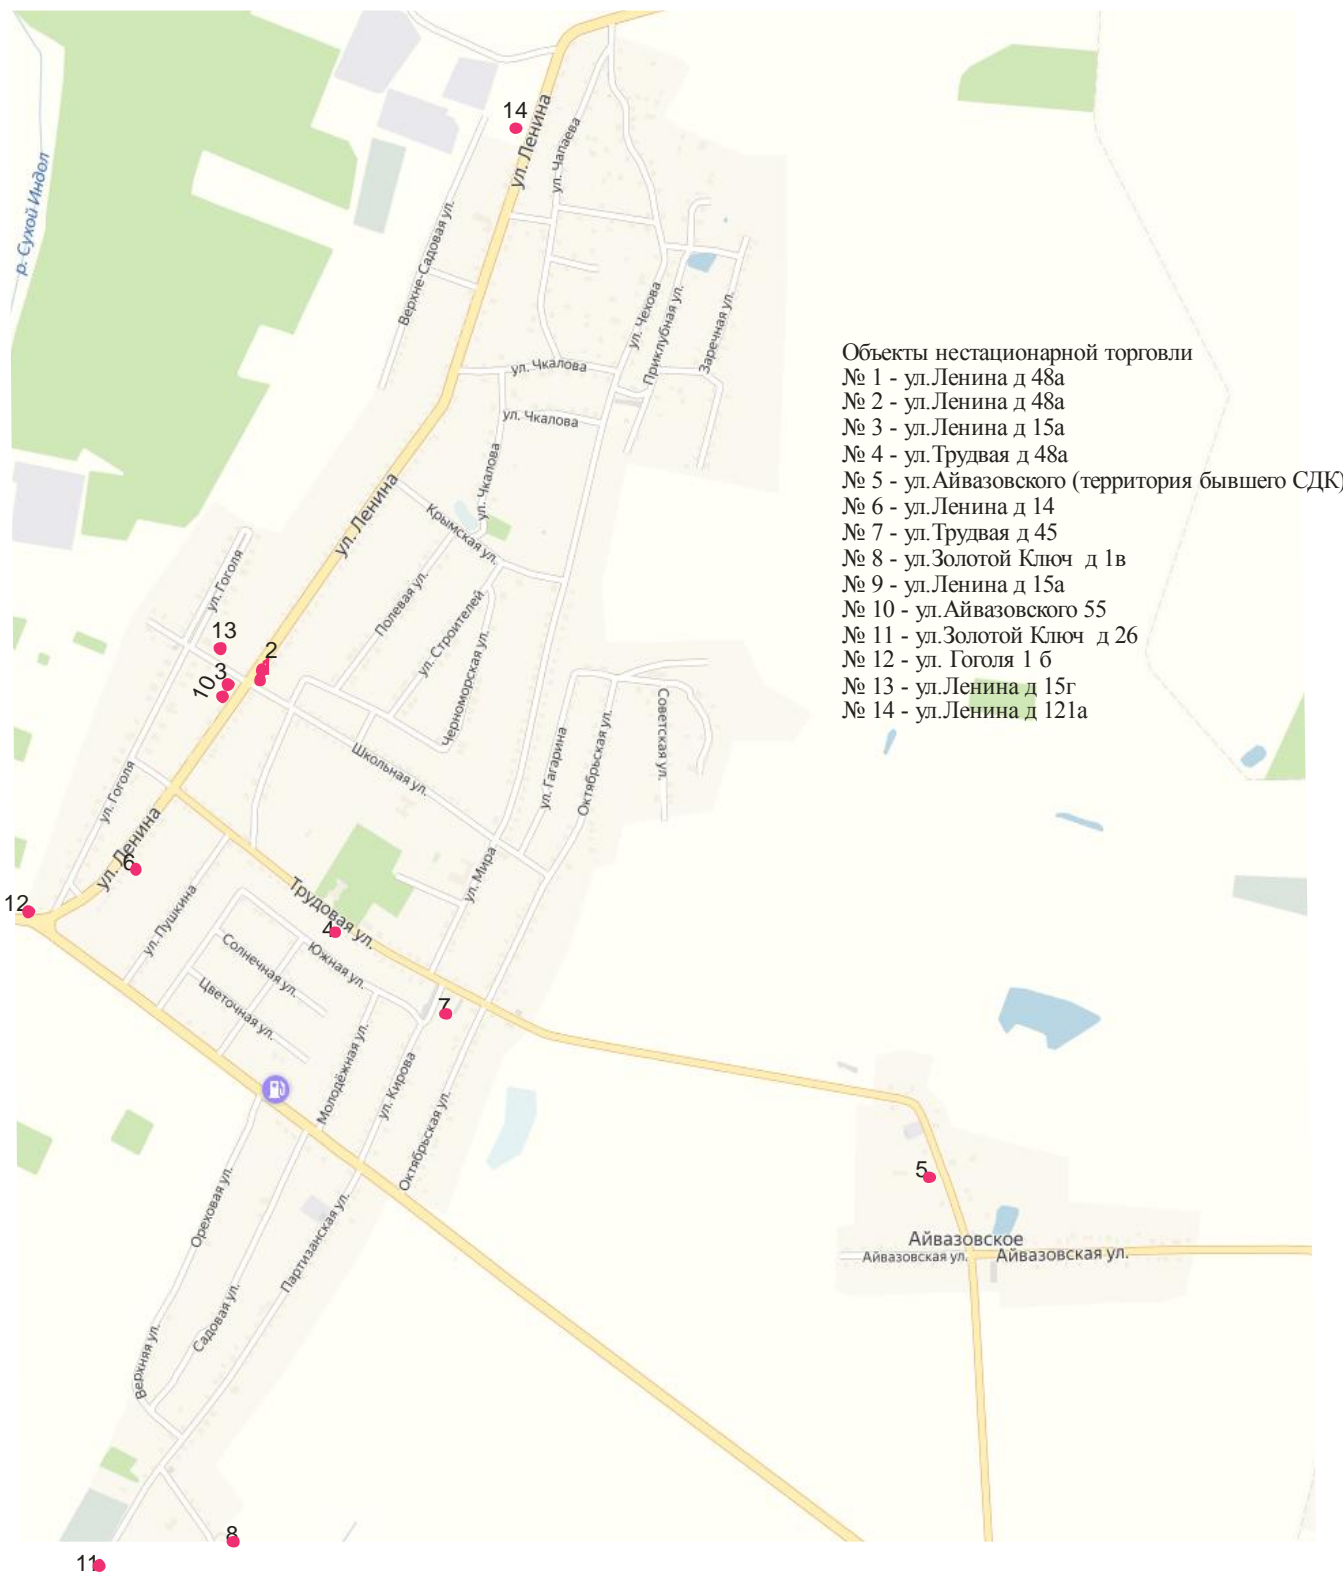 14
ул. Ленина
ул. Чапаева
р. Сухой Индол
Верхне-Садовая ул.
ул. Чехова
Приклубная ул.
Заречная ул.
Объекты нестационарной торговли
№ 1 - ул.Ленина д 48а
№ 2 - ул.Ленина д 48а
№ 3 - ул.Ленина д 15а
№ 4 - ул.Трудвая д 48а
№ 5 - ул.Айвазовского (территория бывшего СДК)
№ 6 - ул.Ленина д 14
№ 7 - ул.Трудвая д 45
№ 8 - ул.Золотой Ключ д 1в
№ 9 - ул.Ленина д 15а
№ 10 - ул.Айвазовского 55
№ 11 - ул.Золотой Ключ д 26
№ 12 - ул. Гоголя 1 б
№ 13 - ул.Ленина д 15г
№ 14 - ул.Ленина д 121а
ул. Чкалова
ул. Чкалова
ул. Чкалова
ул. Ленина
Крымская ул.
ул. Гоголя
Полевая ул.
ул. Строителей
Черноморская ул.
13
2
3
10
Советская ул.
Школьная ул.
ул. Гагарина
Октябрьская ул.
ул. Гоголя
ул. Ленина
6
12
ул. Мира
Трудовая ул.
4
ул. Пушкина
Южная ул.
Солнечная ул.
Цветочная ул.
7
Молодёжная ул.
ул. Кирова
Октябрьская ул.
5
Ореховая ул.
Партизанская ул.
Айвазовское
Айвазовская ул.
Айвазовская ул.
Садовая ул.
Верхняя ул.
8
11